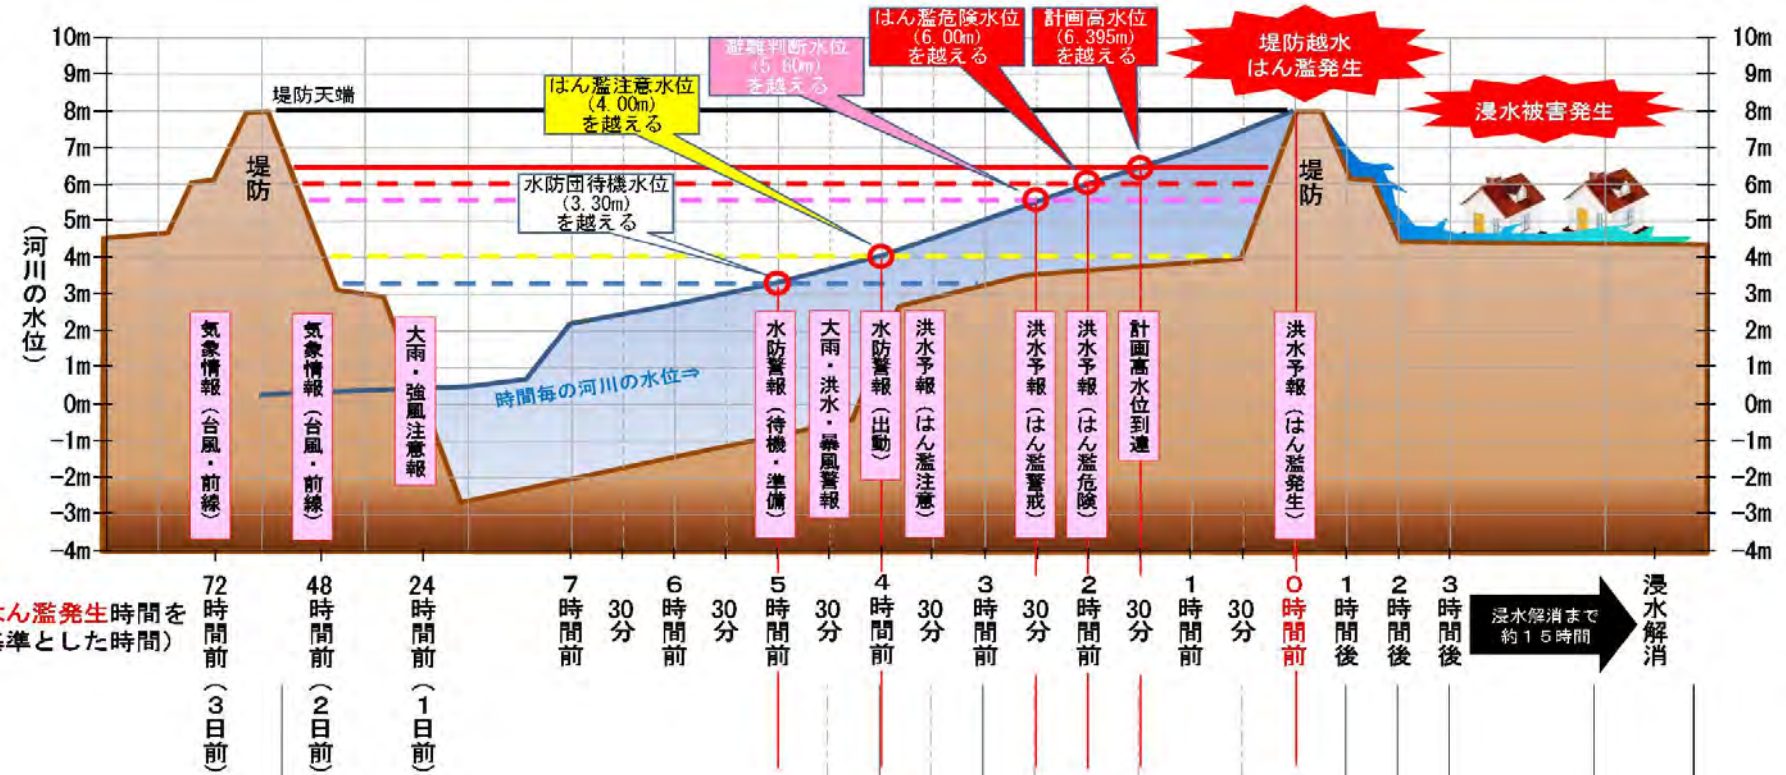 10m
9m
8m
7m
6m
5m
4m
3m
2m
1m
0m
-1m
-2m
-3m
-4m
(河川の水位)
堤防天端
堤防
水防団待機水位
(3.30m)
を越える
はん濫注意水位
(4.00m)
を越える
避難判断水位
(5.60m)
を越える
はん濫危険水位
(6.00m)
を越える
計画高水位
(6.395m)
を越える
堤防越水
はん濫発生
浸水被害発生
堤防
10m
9m
8m
7m
6m
5m
4m
3m
2m
1m
0m
-1m
-2m
-3m
-4m
時間毎の河川の水位⇒
気象情報(台風・前線)
気象情報(台風・前線)
大雨・強風注意報
水防警報(待機・準備)
大雨・洪水・暴風警報
水防警報(出動)
洪水予報(はん濫注意)
洪水予報(はん濫警戒)
洪水予報(はん濫危険)
計画高水位到達
洪水予報(はん濫発生)
ん濫発生時間を
準とした時間)
72時間前(3日前)
48時間前(2日前)
24時間前(1日前)
7時間前
30分
6時間前
30分
5時間前
30分
4時間前
30分
3時間前
30分
2時間前
30分
1時間前
30分
0時間前
1時間後
2時間後
3時間後
浸水解消まで
約15時間
浸水解消